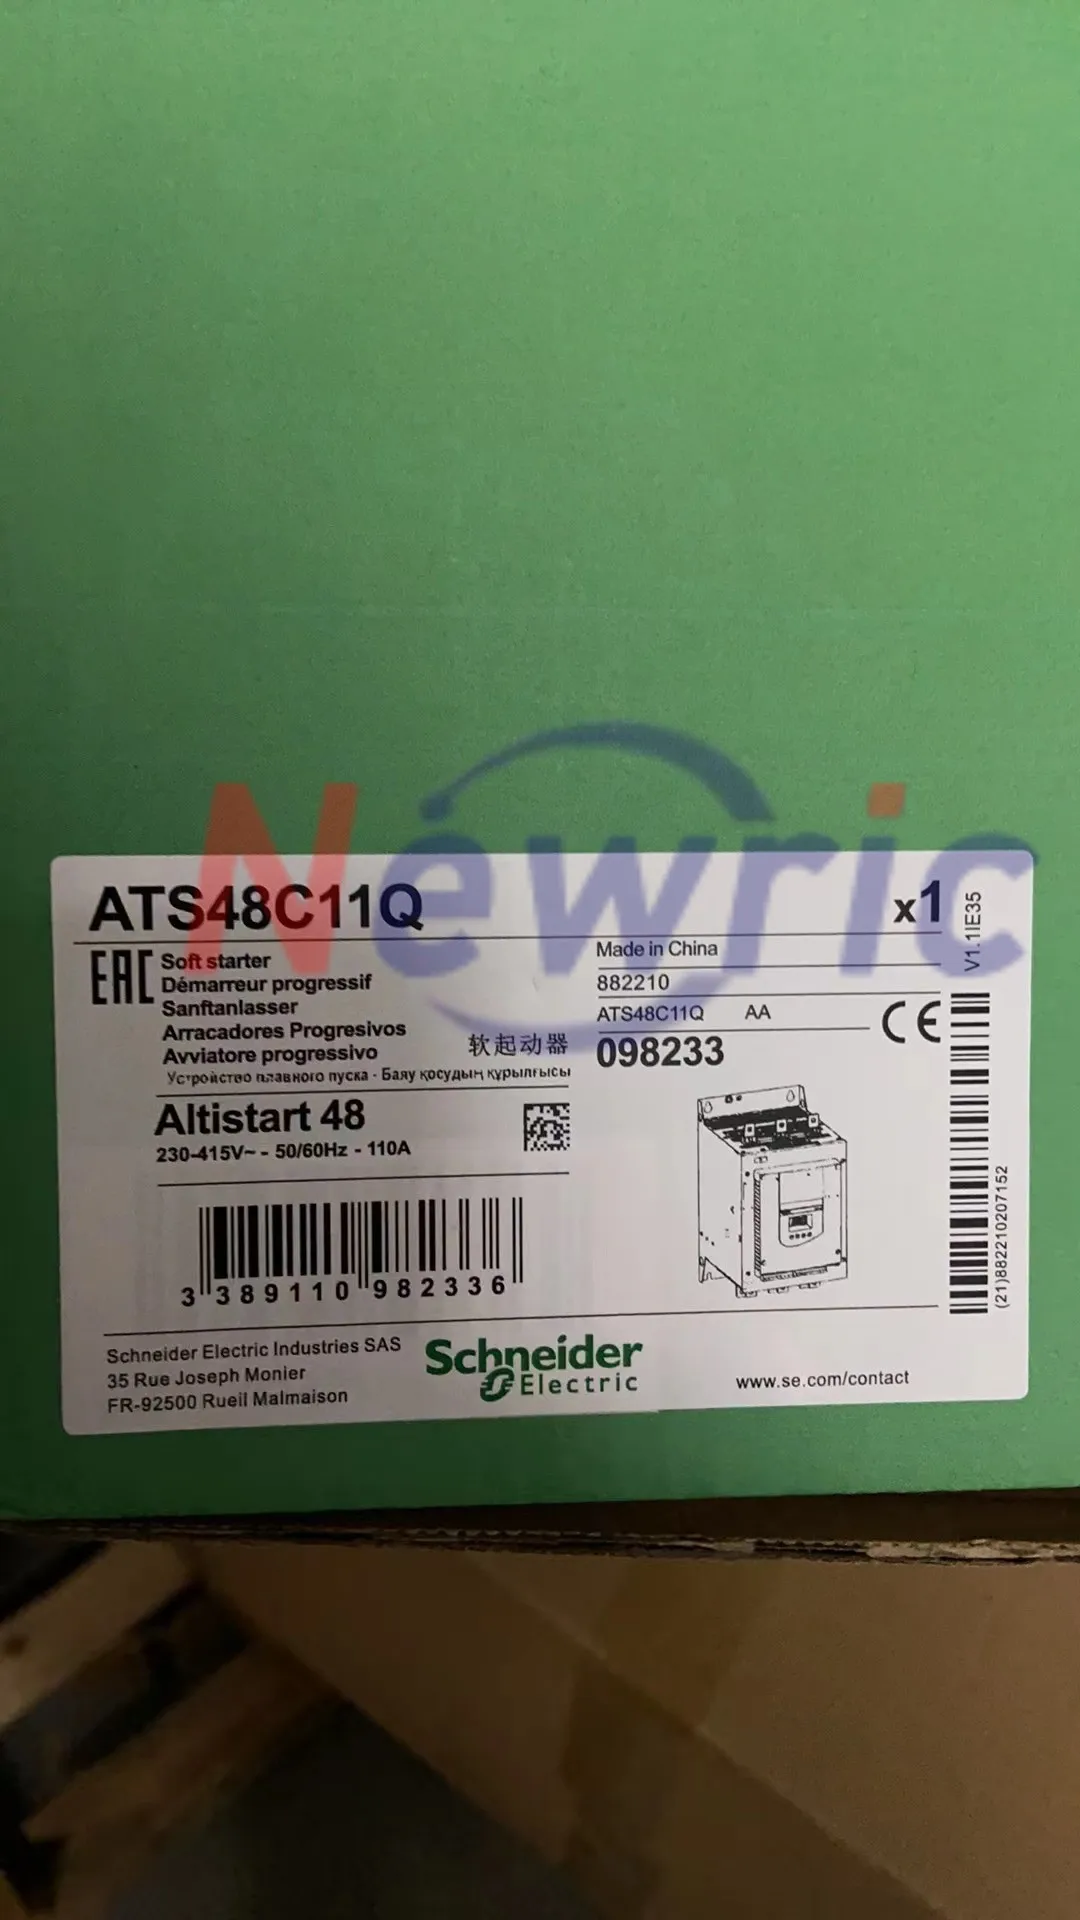 Newric
ATS48C11Q
x1
V1.1IE35
EAC
Soft starter
Démarreur progressif
Sanftanlasser
Arracadores Progresivos
Avviatore progressivo
软起动器
Устройство плавного пуска - Баяу қосудың құрылғысы
Made in China
882210
ATS48C11Q AA
098233
CE
Altistart 48
230-415V~ - 50/60Hz - 110A
3 389110 982336
(21)882210207152
Schneider Electric Industries SAS
35 Rue Joseph Monier
FR-92500 Rueil Malmaison
Schneider
Electric
www.se.com/contact